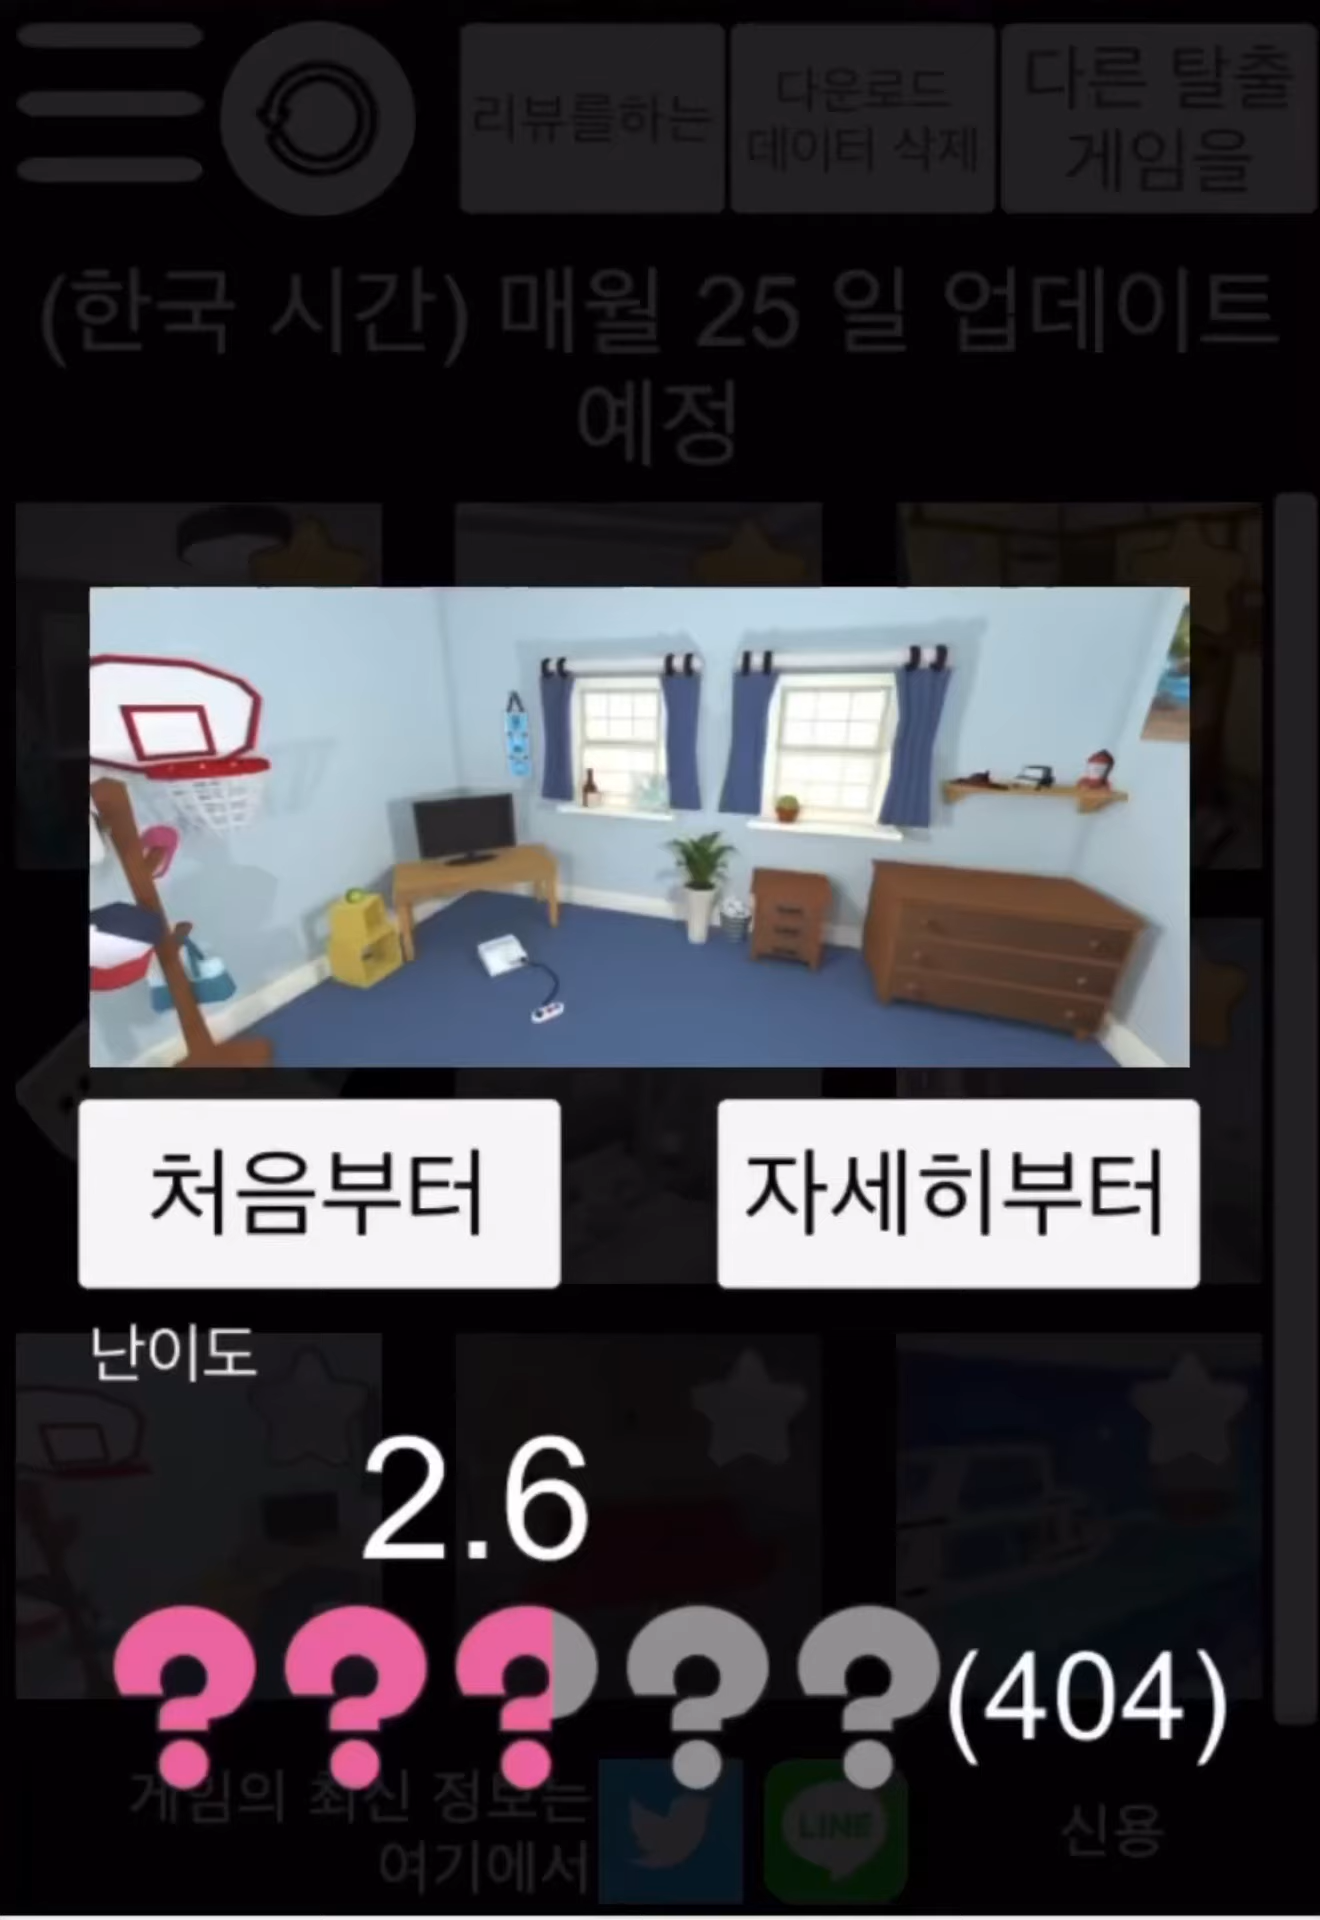 리뷰를하는
다운로드
데이터 삭제
다른 탈출
게임을
(한국 시간) 매월 25 일 업데이트
예정
처음부터
자세히부터
난이도
2.6
(404)
게임의 최신 정보는
여기에서
LINE
신용